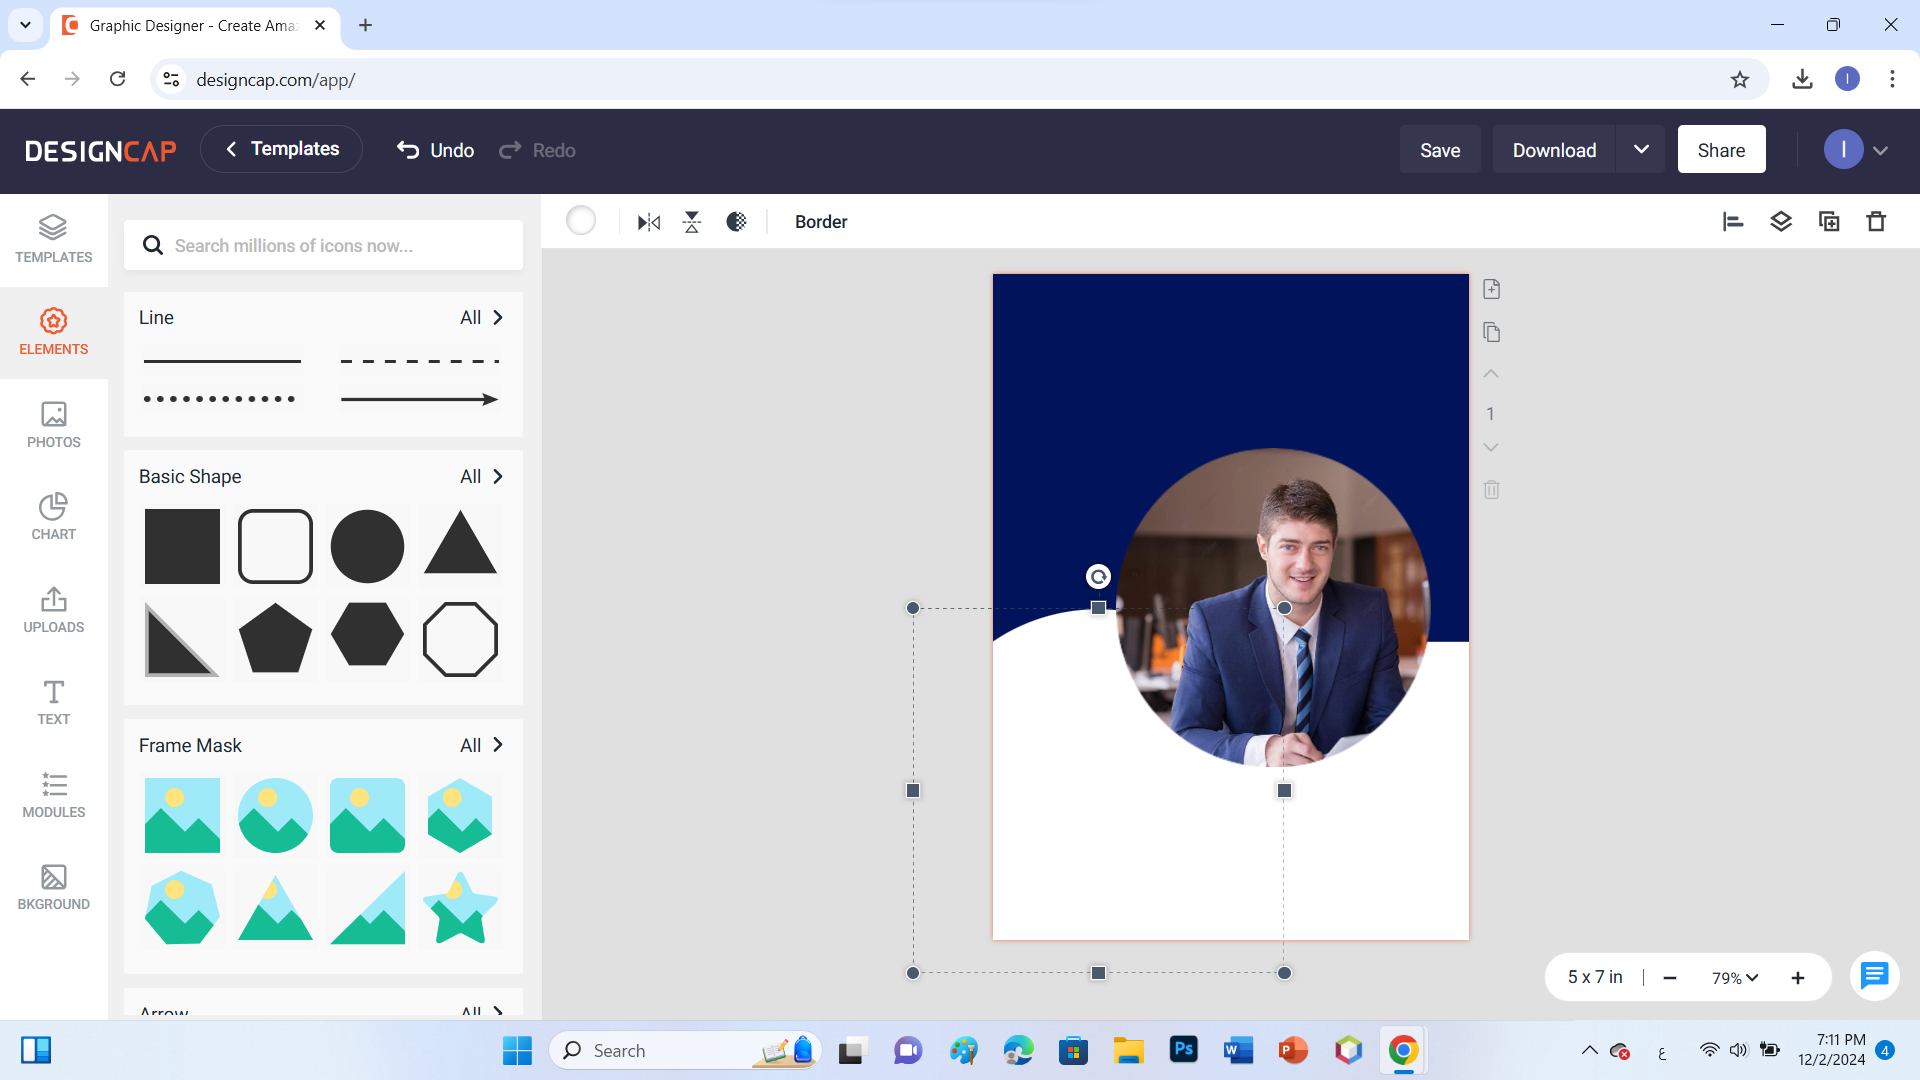 Graphic Designer - Create Ama
designcap.com/app/
DESIGNCAP
Templates
Undo
Redo
Save
Download
Share
I
I
TEMPLATES
ELEMENTS
PHOTOS
CHART
UPLOADS
TEXT
MODULES
BKGROUND
Search millions of icons now...
Line
All
Basic Shape
All
Frame Mask
All
Arrow
All
Border
1
5 x 7 in
79%
Search
Ps
W
P
ع
7:11 PM
12/2/2024
4